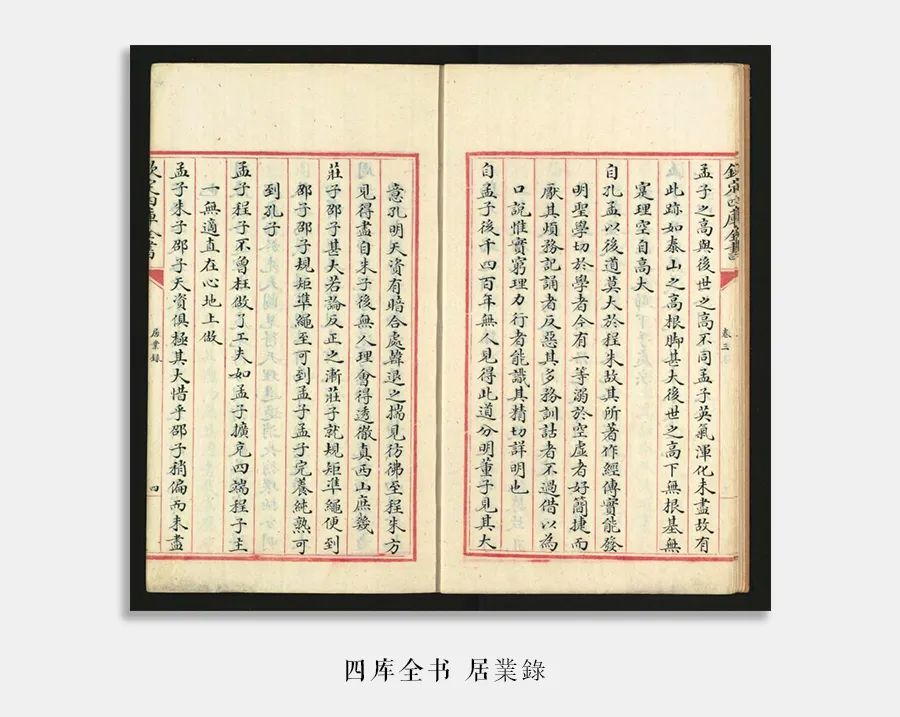 欽定四庫全書
卷三
孟子之高與後世之高不同孟子英氣渾化未盡故有
此跡如泰山之高根脚甚大後世之高下無根基無
寔理空自高大
自孔孟以後道莫大於程朱故其所著作經傳實能發
明聖學切於學者今有一等溺於空虛者好簡捷而
厭其煩務記誦者反惡其多務訓詁者不過借以為
口說惟實窮理力行者能識其精切詳明也
自孟子後千四百年無人見得此道分明董子見其大
意孔明天資有暗合處韓退之揣見彷彿至程朱方
見得盡自朱子後無人理會得透徹真西山庶幾
莊子邵子甚大若論反正之漸莊子就規矩準繩便到
邵子邵子規矩準繩至可到孟子孟子完養純熟可
到孔子
孟子程子不曾枉做了工夫如孟子擴充四端程子主
一無適直在心地上做
孟子朱子邵子天資俱極其大惜乎邵子稍偏而未盡
欽定四庫全書
居業錄
四
四库全书 居業錄